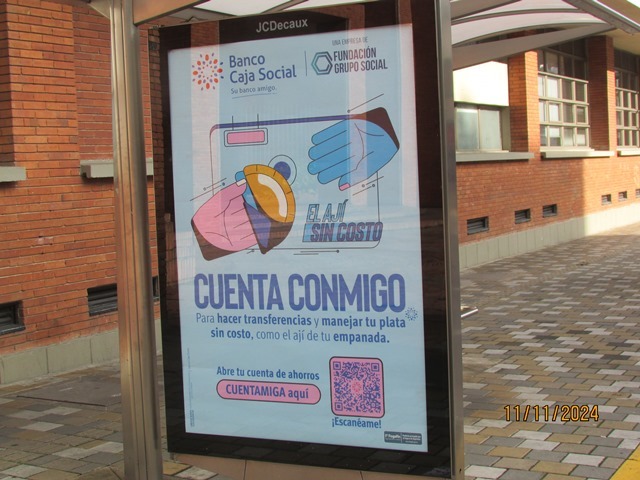 JCDecaux
Banco
Caja Social
Su banco amigo.
UNA EMPRESA DE
FUNDACIÓN
GRUPO SOCIAL
EL AJÍ
SIN COSTO
CUENTA CONMIGO
Para hacer transferencias y manejar tu plata
sin costo, como el ají de tu empanada.
Abre tu cuenta de ahorros
CUENTAMIGA aquí
¡Escanéame!
11/11/2024